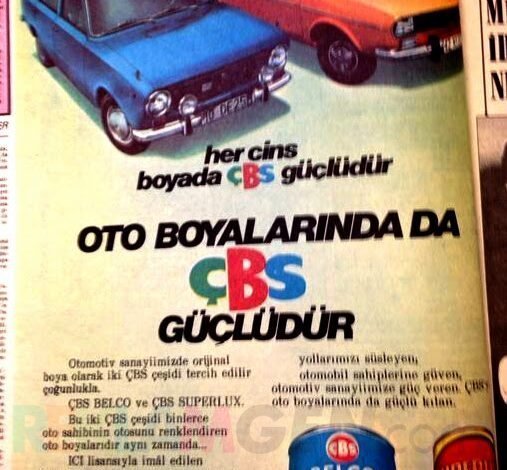 her cins
boyada ÇBS güçlüdür
OTO BOYALARINDA DA
ÇBS
GÜÇLÜDÜR
Otomotiv sanayiimizde orijinal
boya olarak iki ÇBS çeşidi tercih edilir
çoğunlukla.
ÇBS BELCO ve ÇBS SUPERLUX.
Bu iki ÇBS çeşidi binlerce
oto sahibinin otosunu renklendiren
oto boyalarıdır aynı zamanda...
ICI lisansıyla imâl edilen
yollarımızı süsleyen,
otomobil sahiplerine güven,
otomotiv sanayimize güç veren ÇBS'
oto boyalarında da güçlü kılan.
ÇBS
BELCO